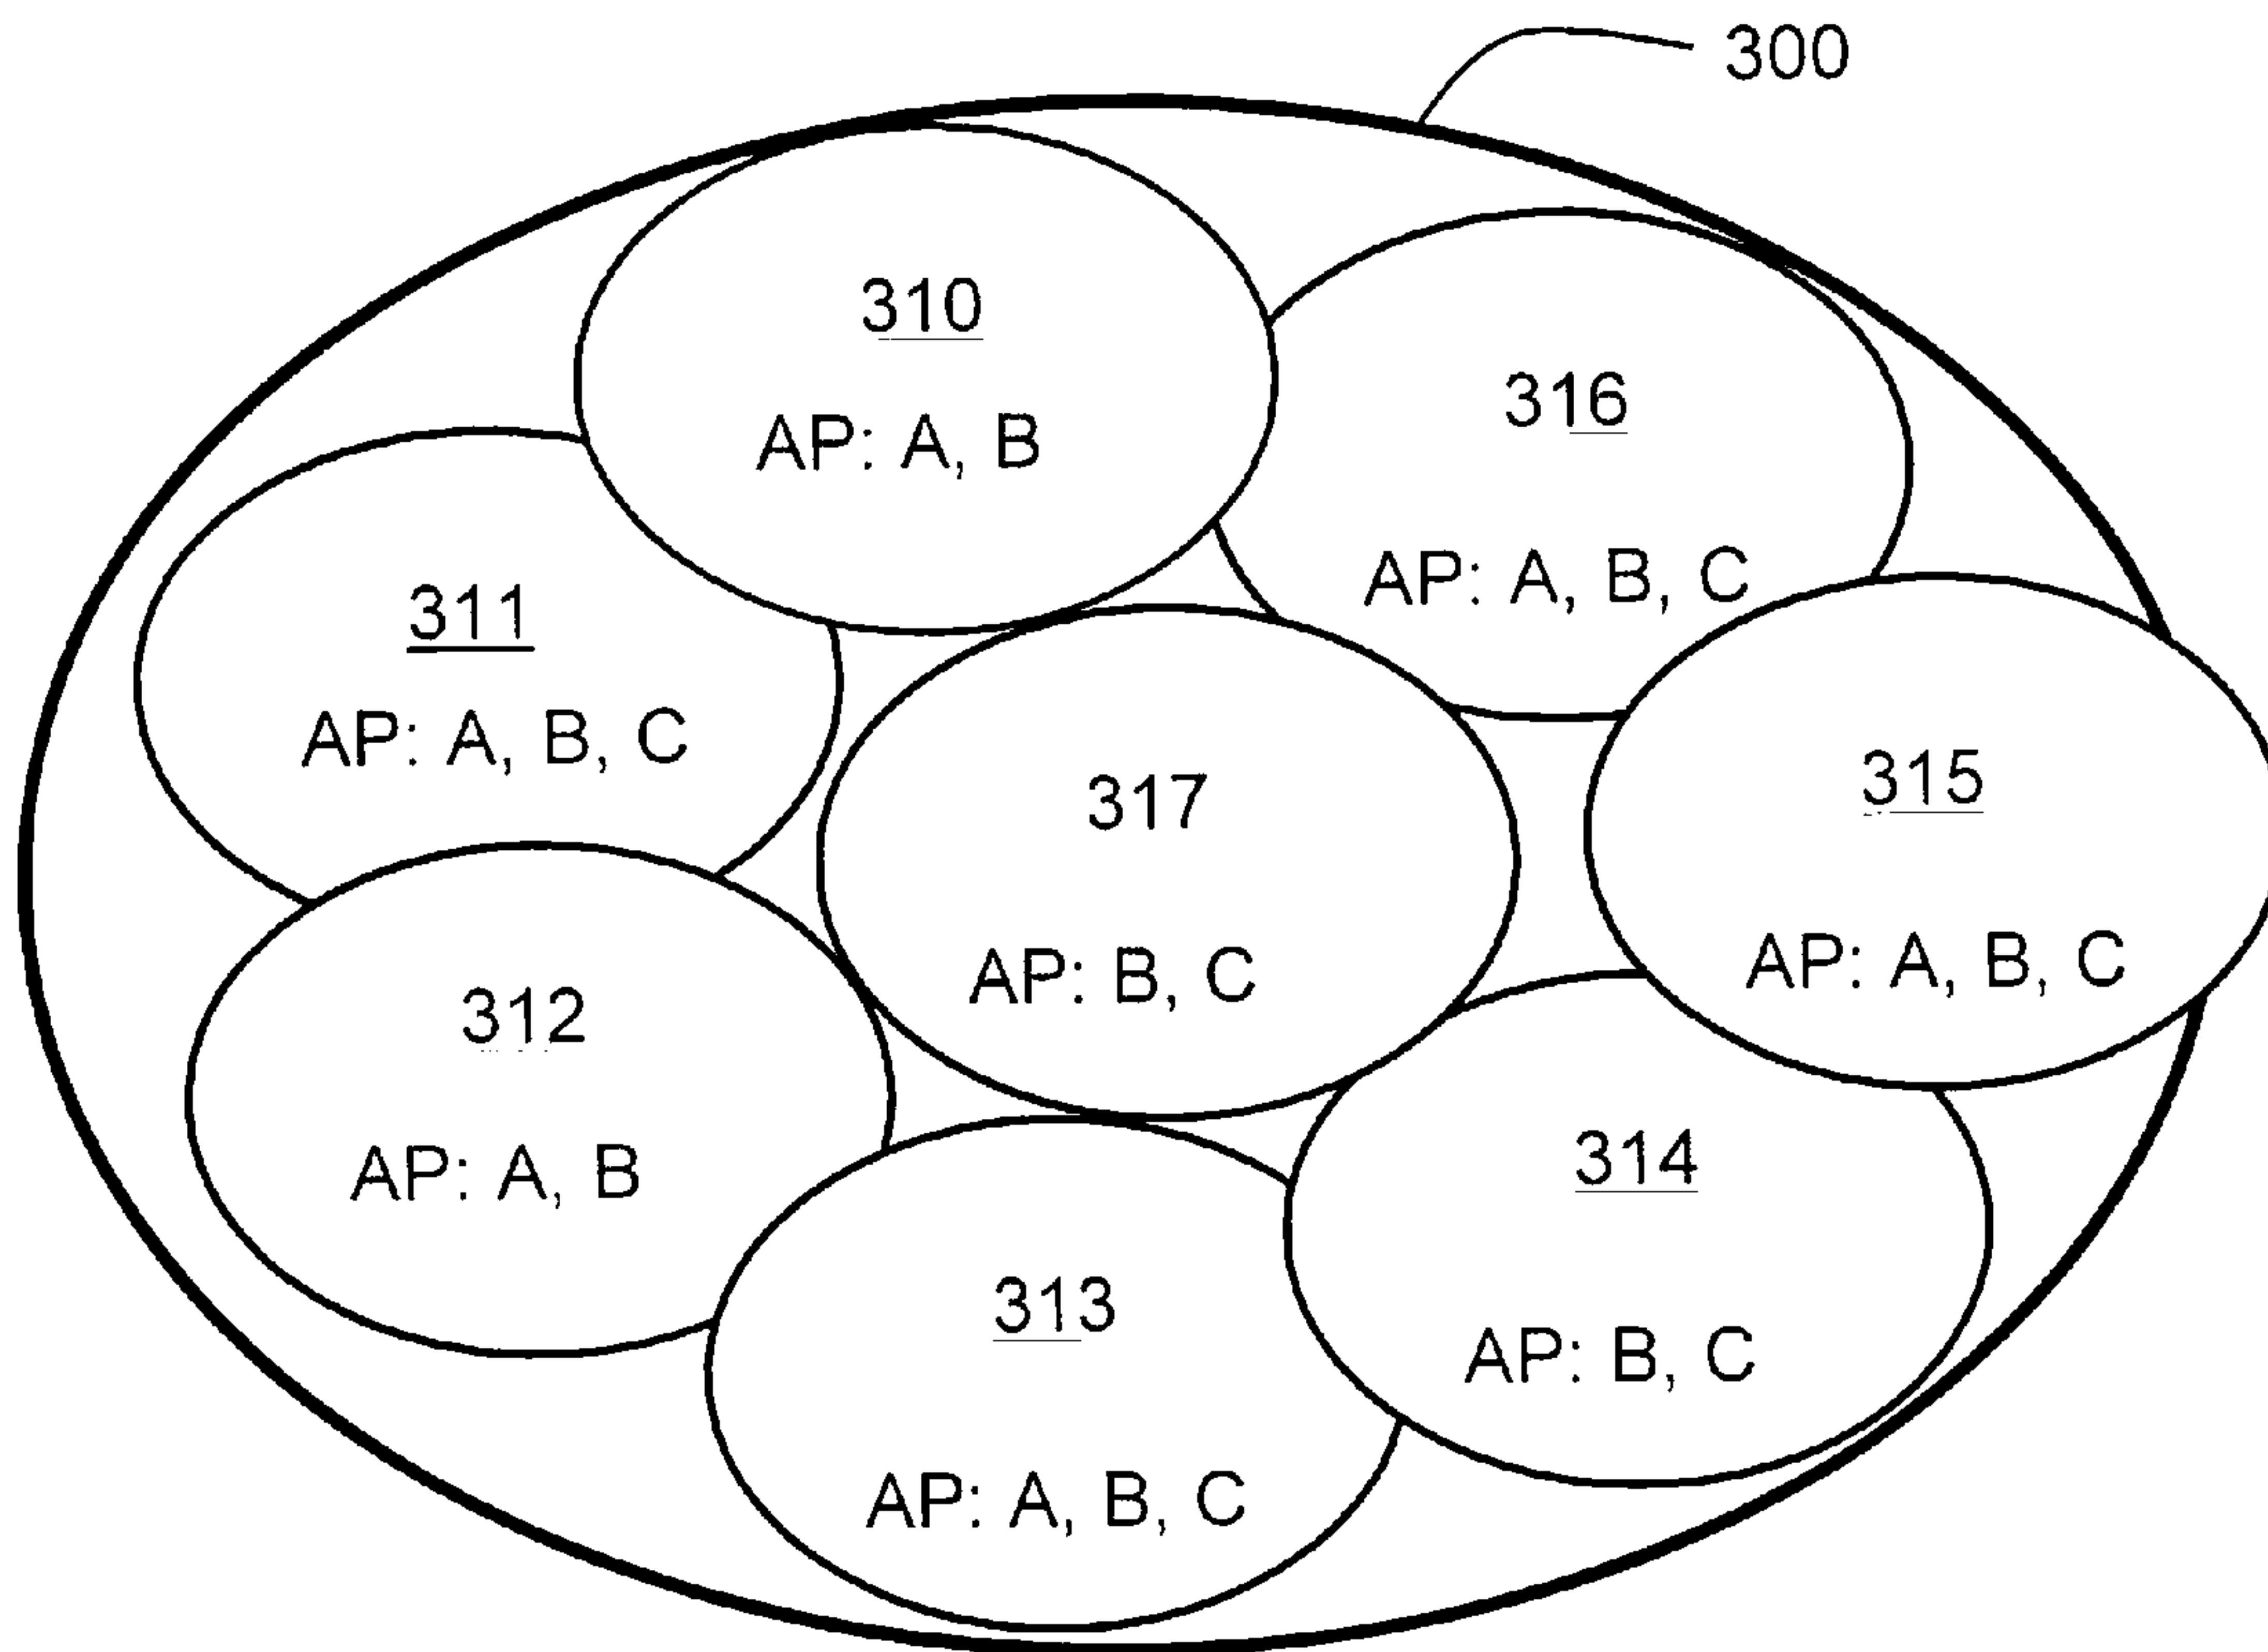 300
310
AP: A, B
316
AP: A, B, C
311
AP: A, B, C
317
AP: B, C
315
AP: A, B, C
312
AP: A, B
314
AP: B, C
313
AP: A, B, C